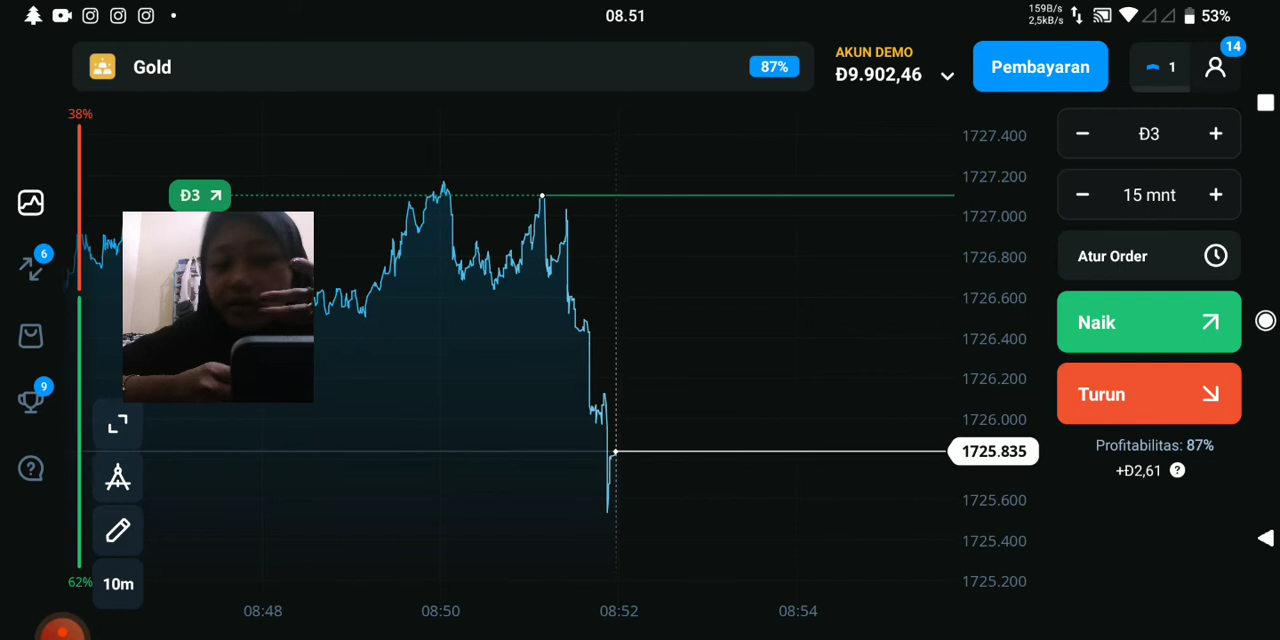 08.51
159B/s
2,5kB/s
53%
Gold
87%
AKUN DEMO
Đ9.902,46
Pembayaran
1
14
38%
1727.400
Đ3
1727.200
Đ3
15 mnt
1727.000
6
1726.800
Atur Order
1726.600
Naik
1726.400
9
1726.200
Turun
1726.000
1725.835
Profitabilitas: 87%
+Đ2,61 ?
?
1725.600
1725.400
62%
10m
1725.200
08:48
08:50
08:52
08:54